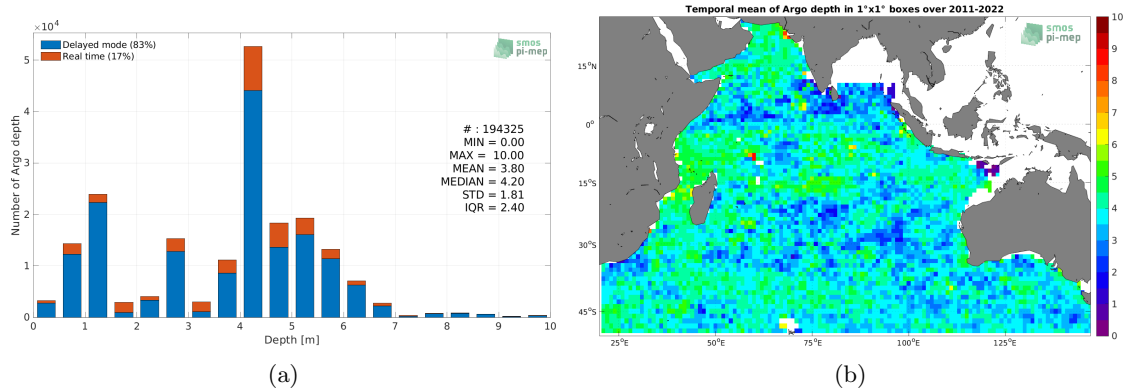 ×10⁴
Delayed mode (83%)
Real time (17%)
smos
pi-mep
# : 194325
MIN = 0.00
MAX = 10.00
MEAN = 3.80
MEDIAN = 4.20
STD = 1.81
IQR = 2.40
Number of Argo depth
5
4
3
2
1
0
0 1 2 3 4 5 6 7 8 9 10
Depth [m]
(a)
Temporal mean of Argo depth in 1°x1° boxes over 2011-2022
smos
pi-mep
15°N
0°
15°S
30°S
45°S
25°E 50°E 75°E 100°E 125°E
10
9
8
7
6
5
4
3
2
1
0
(b)